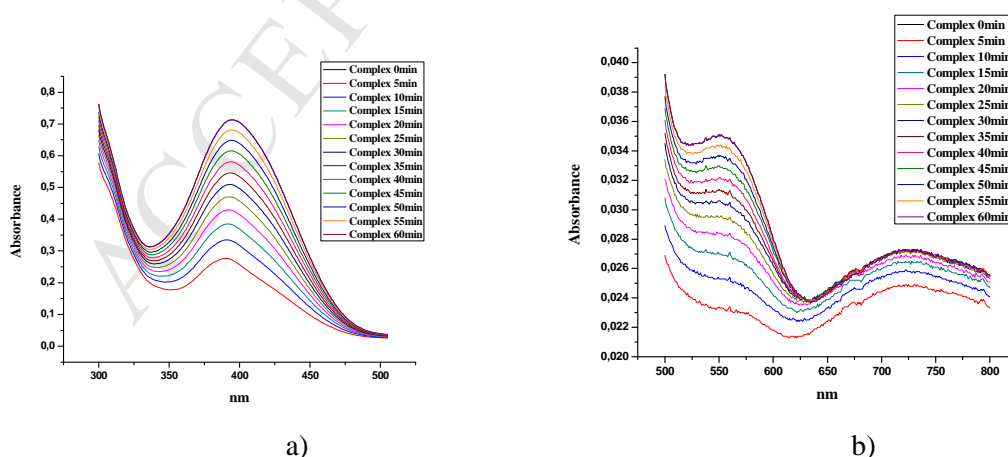 ACCEP
0,8
0,7
0,6
0,5
0,4
0,3
0,2
0,1
0,0
Absorbance
300
350
400
450
500
nm
Complex 0min
Complex 5min
Complex 10min
Complex 15min
Complex 20min
Complex 25min
Complex 30min
Complex 35min
Complex 40min
Complex 45min
Complex 50min
Complex 55min
Complex 60min
a)
0,040
0,038
0,036
0,034
0,032
0,030
0,028
0,026
0,024
0,022
0,020
Absorbance
500
550
600
650
700
750
800
nm
Complex 0min
Complex 5min
Complex 10min
Complex 15min
Complex 20min
Complex 25min
Complex 30min
Complex 35min
Complex 40min
Complex 45min
Complex 50min
Complex 55min
Complex 60min
b)